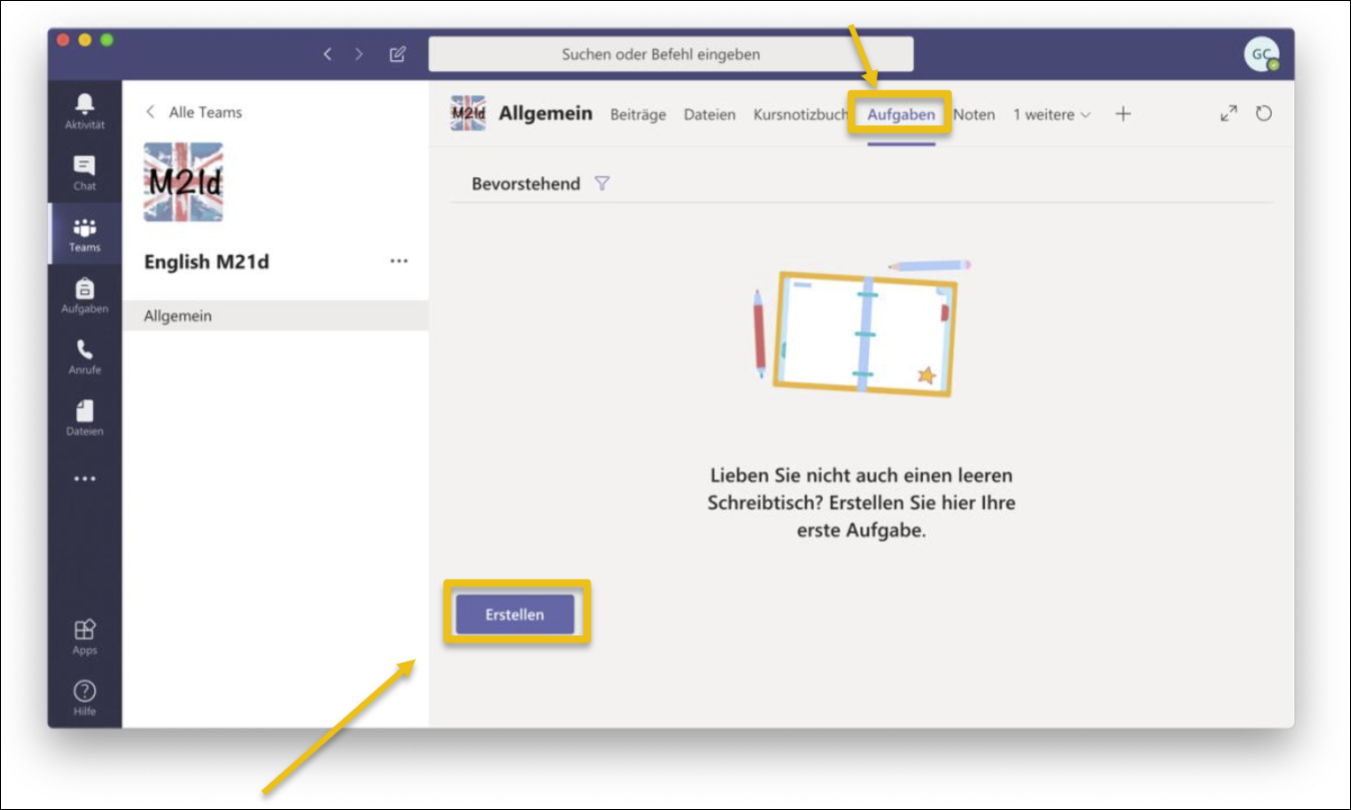 Suchen oder Befehl eingeben
GC
Aktivität
Chat
Teams
Aufgaben
Anrufe
Dateien
Apps
Hilfe
Alle Teams
M21d
English M21d
Allgemein
M21d Allgemein Beiträge Dateien Kursnotizbuch Aufgaben Noten 1 weitere
Bevorstehend
Lieben Sie nicht auch einen leeren
Schreibtisch? Erstellen Sie hier Ihre
erste Aufgabe.
Erstellen